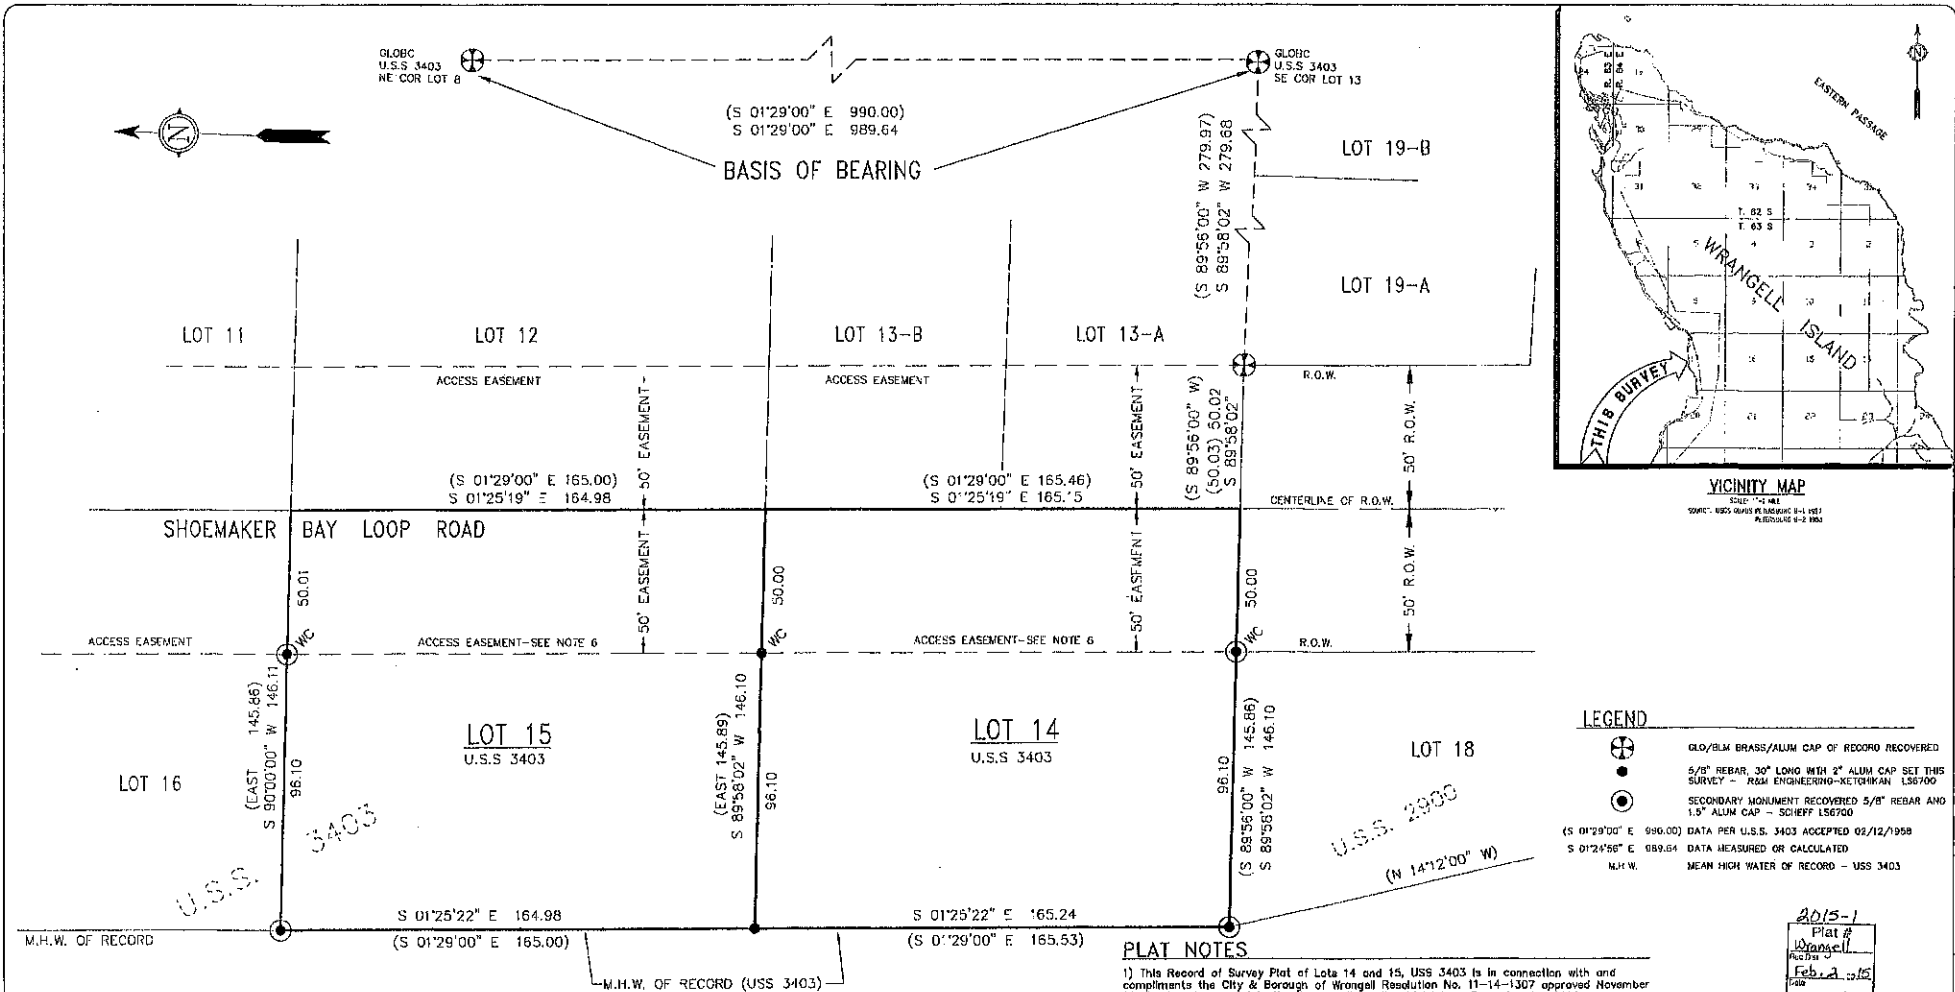 GLOBC
U.S.S 3403
NE COR LOT 8
GLOBC
U.S.S 3403
SE COR LOT 13
(S 01°29'00" E 990.00)
S 01°29'00" E 989.64
N
BASIS OF BEARING
(S 89°56'00" W 279.97)
S 89°58'02" W 279.68
LOT 19-B
LOT 19-A
LOT 11
LOT 12
LOT 13-B
LOT 13-A
ACCESS EASEMENT
ACCESS EASEMENT
R.O.W.
50' EASEMENT
50' EASEMENT
(S 89°56'00" W)
(50.03) 50.02
S 89°58'02"
50' R.O.W.
(S 01°29'00" E 165.00)
S 01°25'19" E 164.98
(S 01°29'00" E 165.46)
S 01°25'19" E 165.15
CENTERLINE OF R.O.W.
SHOEMAKER BAY LOOP ROAD
50.01
50' EASEMENT
50.00
50' EASEMENT
50.00
50' R.O.W.
ACCESS EASEMENT
WC
ACCESS EASEMENT-SEE NOTE 6
WC
ACCESS EASEMENT-SEE NOTE 6
WC
R.O.W.
(EAST 145.86)
S 90°00'00" W 146.11
96.10
LOT 15
U.S.S 3403
(EAST 145.89)
S 89°58'02" W 146.10
96.10
LOT 14
U.S.S 3403
96.10
(S 89°56'00" W 145.86)
S 89°58'02" W 146.10
LOT 18
LOT 16
U.S.S. 3403
U.S.S. 2900
(N 14°12'00" W)
S 01°25'22" E 164.98
(S 01°29'00" E 165.00)
S 01°25'22" E 165.24
(S 01°29'00" E 165.53)
M.H.W. OF RECORD
M.H.W. OF RECORD (USS 3403)
PLAT NOTES
1) This Record of Survey Plat of Lots 14 and 15, USS 3403 is in connection with and
compliments the City & Borough of Wrangell Resolution No. 11-14-1307 approved November
N
EASTERN PASSAGE
R. 83 E
R. 84 E
T. 62 S
T. 63 S
WRANGELL ISLAND
THIS SURVEY
VICINITY MAP
LEGEND
GLO/BLM BRASS/ALUM CAP OF RECORD RECOVERED
5/8" REBAR, 30" LONG WITH 2" ALUM CAP SET THIS
SURVEY - R&M ENGINEERING-KETCHIKAN LS6700
SECONDARY MONUMENT RECOVERED 5/8" REBAR AND
1.5" ALUM CAP - SCHEFF LS6700
(S 01°29'00" E 990.00) DATA PER U.S.S. 3403 ACCEPTED 02/12/1958
S 01°24'56" E 989.64 DATA MEASURED OR CALCULATED
M.H.W. MEAN HIGH WATER OF RECORD - USS 3403
2015-1
Plat #
Wrangell
Rec Dist
Feb. 2 2015
Date